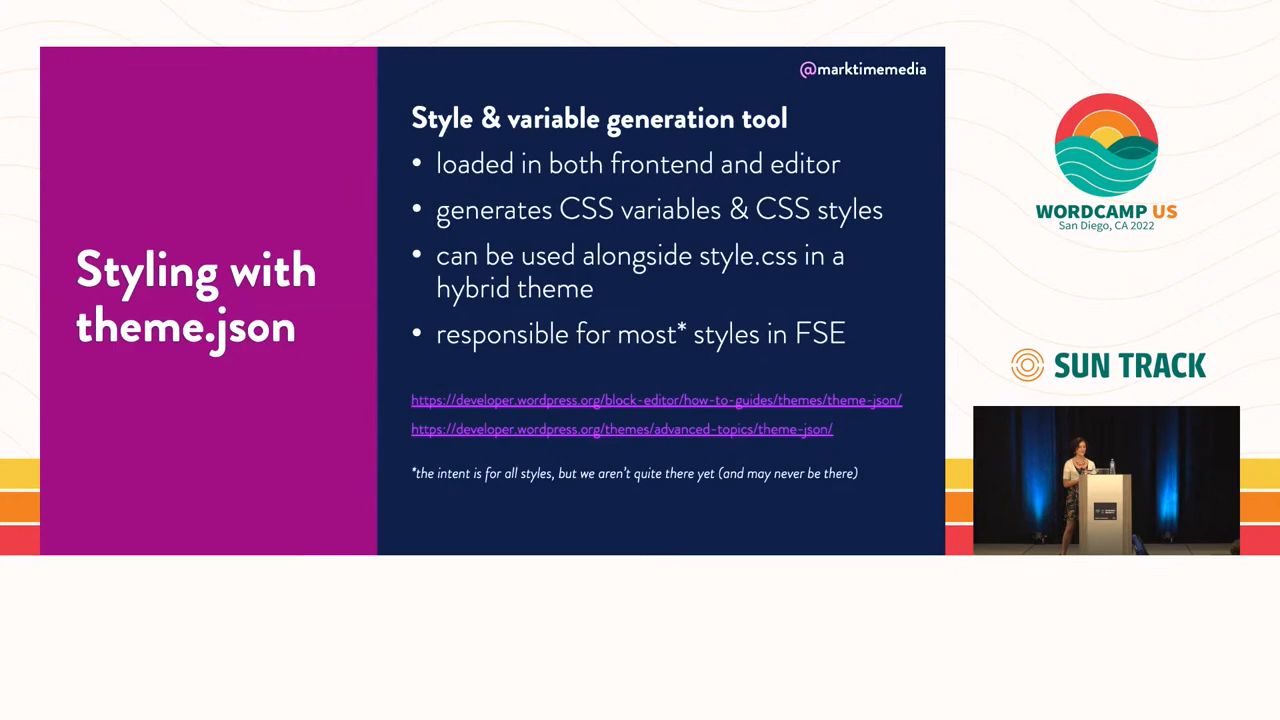 @marktimemedia
Styling with
theme.json
Style & variable generation tool
• loaded in both frontend and editor
• generates CSS variables & CSS styles
• can be used alongside style.css in a
hybrid theme
• responsible for most* styles in FSE
https://developer.wordpress.org/block-editor/how-to-guides/themes/theme-json/
https://developer.wordpress.org/themes/advanced-topics/theme-json/
*the intent is for all styles, but we aren't quite there yet (and may never be there)
WORDCAMP US
San Diego, CA 2022
SUN TRACK